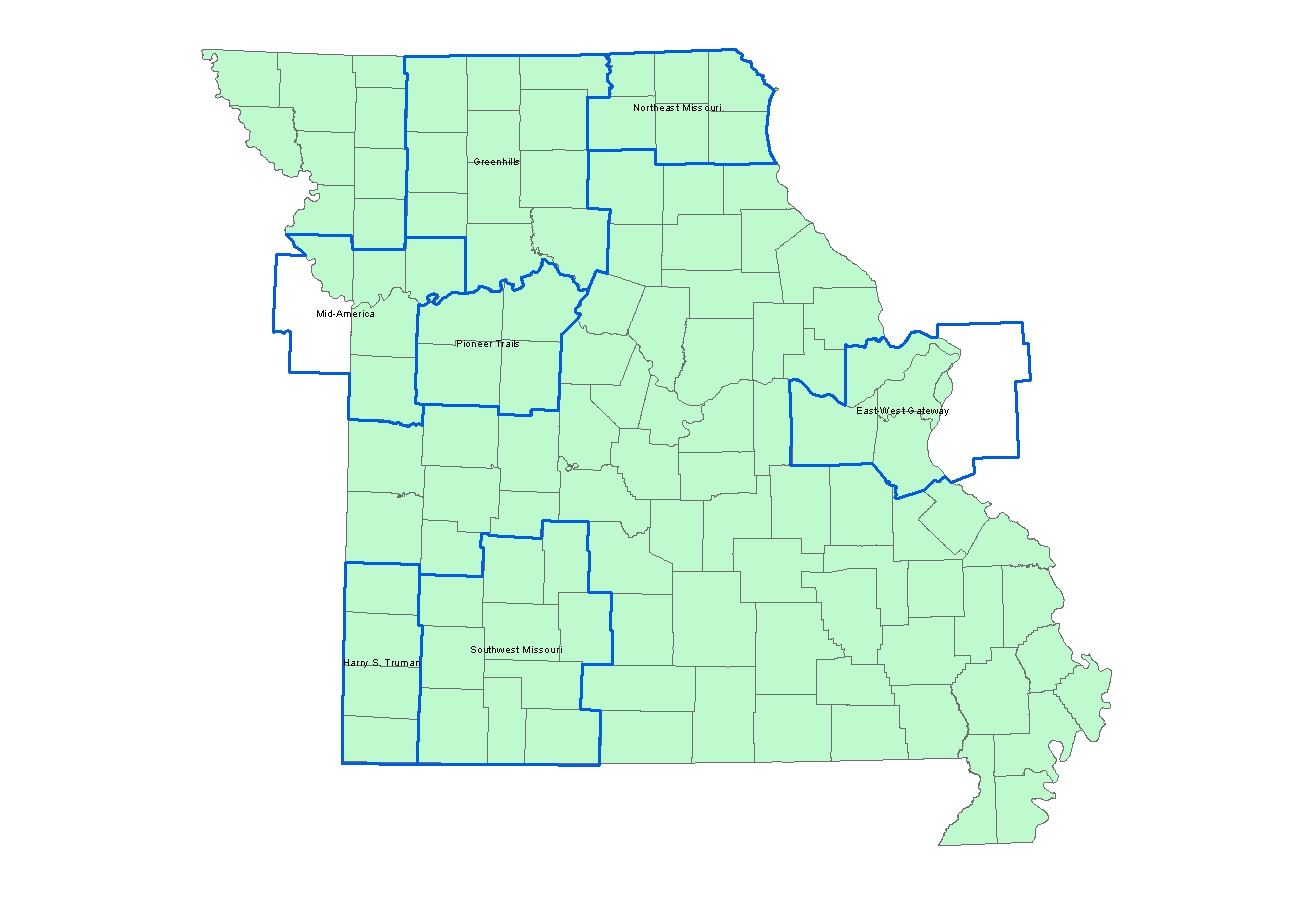 Northeast Missouri
Greenhills
Mid-America
Pioneer Trails
East-West Gateway
Southwest Missouri
Harry S. Truman